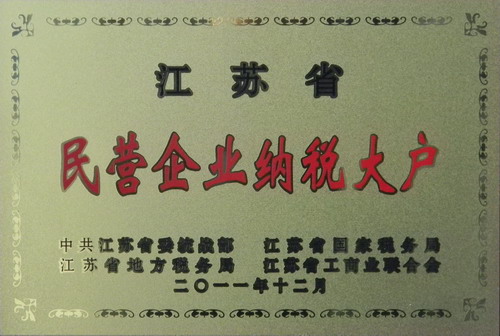 江苏省
民营企业纳税大户
中共江苏省委统战部 江苏省国家税务局
江苏省地方税务局 江苏省工商业联合会
二〇一一年十二月